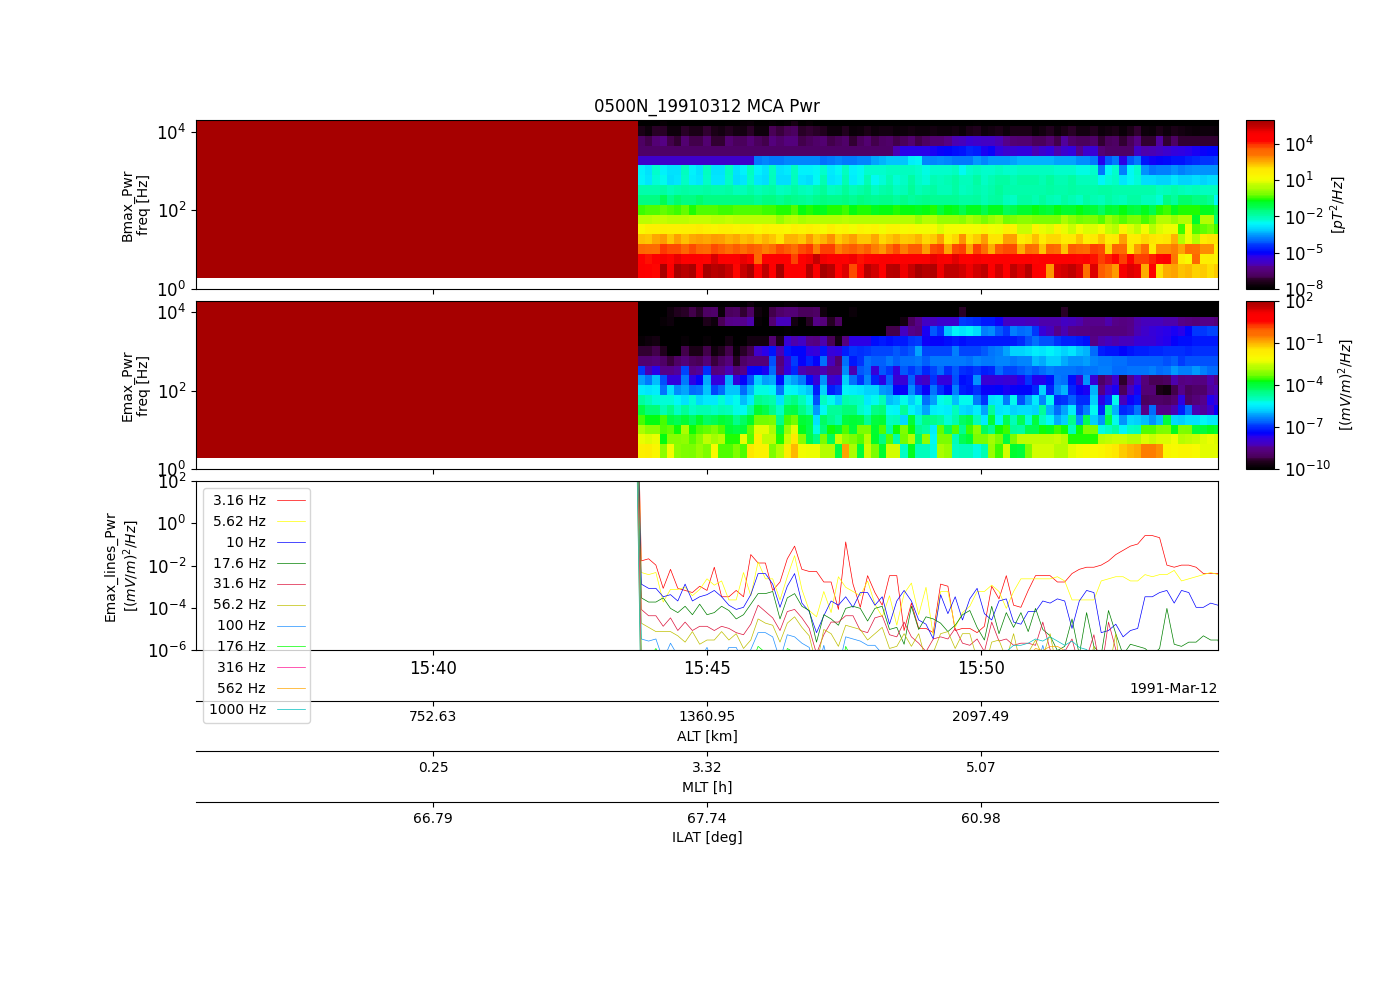 0500N_19910312 MCA Pwr
Bmax_Pwr
freq [Hz]
10^4
10^2
10^0
10^4
10^1
10^-2
10^-5
10^-8
[pT^2/Hz]
Emax_Pwr
freq [Hz]
10^4
10^2
10^0
10^2
10^-1
10^-4
10^-7
10^-10
[(mV/m)^2/Hz]
Emax_lines_Pwr
[(mV/m)^2/Hz]
10^2
10^0
10^-2
10^-4
10^-6
3.16 Hz
5.62 Hz
10 Hz
17.6 Hz
31.6 Hz
56.2 Hz
100 Hz
176 Hz
316 Hz
562 Hz
1000 Hz
15:40 15:45 15:50
1991-Mar-12
752.63 1360.95 2097.49
ALT [km]
0.25 3.32 5.07
MLT [h]
66.79 67.74 60.98
ILAT [deg]